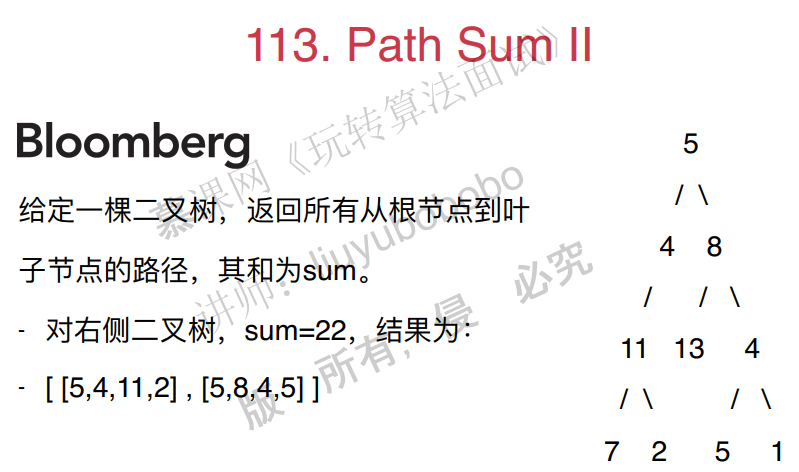 113. Path Sum II
Bloomberg
给定一棵二叉树，返回所有从根节点到叶
子节点的路径，其和为sum。
- 对右侧二叉树，sum=22，结果为：
- [ [5,4,11,2] , [5,8,4,5] ]
5
/ \
4 8
/ / \
11 13 4
/ \ / \
7 2 5 1
慕课网《玩转算法面试》
讲师：liuyubobobo
版 所有，侵 必究